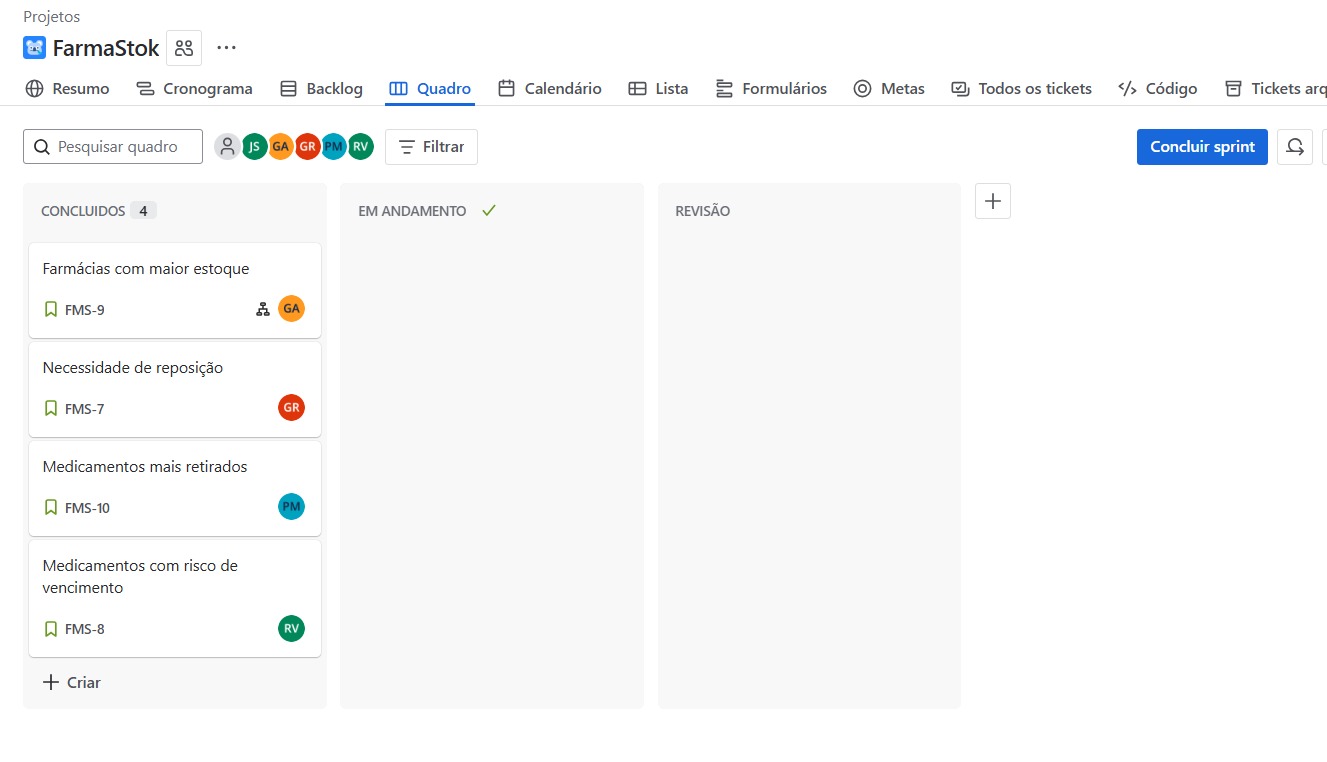 Projetos
FarmaStok
Resumo Cronograma Backlog Quadro Calendário Lista Formulários Metas Todos os tickets Código Tickets arq
Pesquisar quadro JS GA GR PM RV Filtrar Concluir sprint
CONCLUIDOS 4
Farmácias com maior estoque
FMS-9 GA
Necessidade de reposição
FMS-7 GR
Medicamentos mais retirados
FMS-10 PM
Medicamentos com risco de
vencimento
FMS-8 RV
Criar
EM ANDAMENTO
REVISÃO